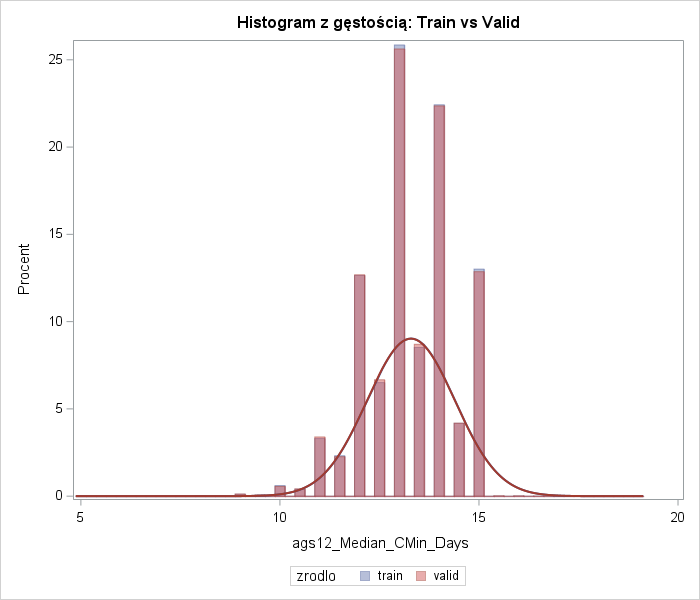 Histogram z gęstością: Train vs Valid
25
20
15
10
5
0
Procent
5 10 15 20
ags12_Median_CMin_Days
zrodlo train valid